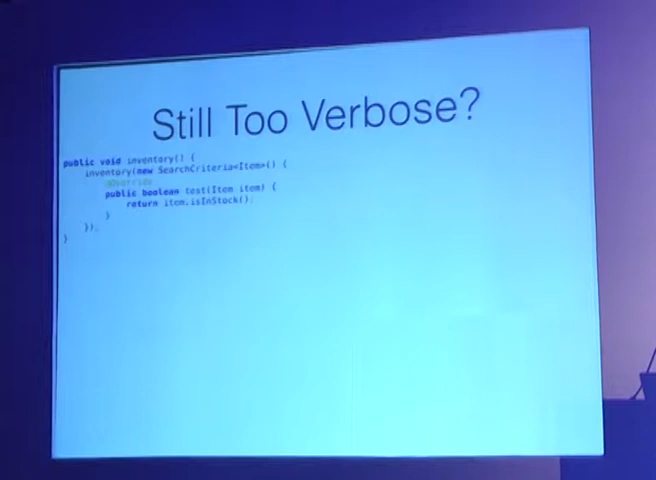 Still Too Verbose?
public void inventory() {
inventory(new SearchCriteria<Item>() {
@Override
public boolean test(Item item) {
return item.isInStock();
}
});
}